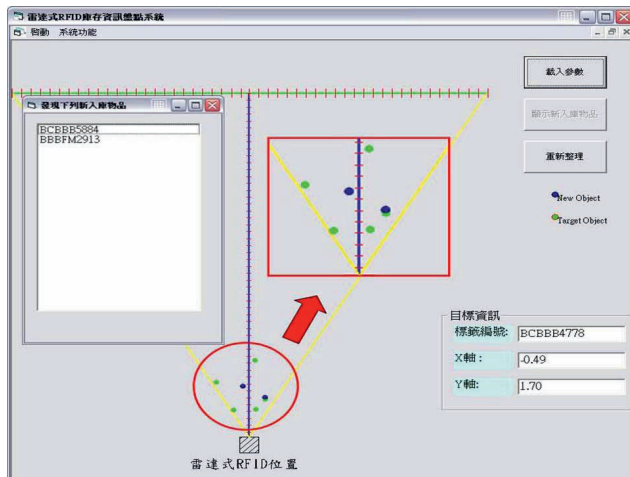 雷達式RFID庫存資訊盤點系統
啓動 系統功能
發現下列新入庫物品
BCBBB5884
BBBFM2913
載入參數
顯示新入庫物品
重新整理
New Object
Target Object
目標資訊
標籤編號: BCBBB4778
X軸： -0.49
Y軸: 1.70
雷達式RFID位置